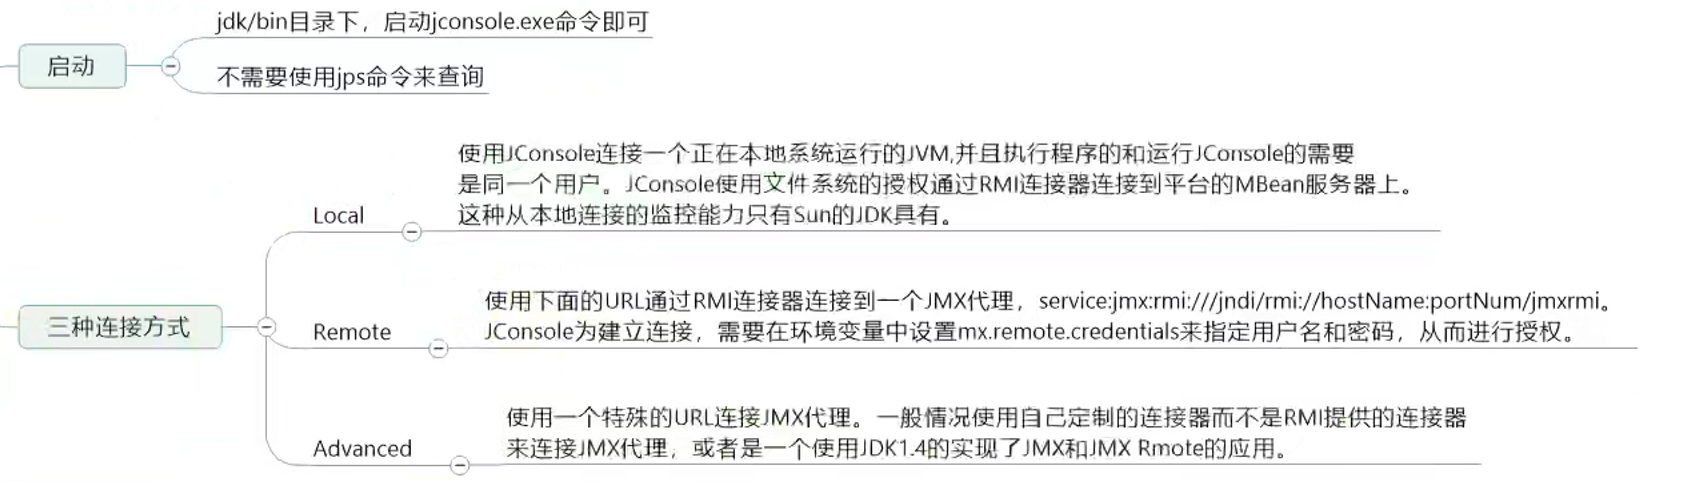 jdk/bin目录下，启动jconsole.exe命令即可
启动
不需要使用jps命令来查询
使用JConsole连接一个正在本地系统运行的JVM,并且执行程序的和运行JConsole的需要
是同一个用户。JConsole使用文件系统的授权通过RMI连接器连接到平台的MBean服务器上。
这种从本地连接的监控能力只有Sun的JDK具有。
Local
使用下面的URL通过RMI连接器连接到一个JMX代理，service:jmx:rmi:///jndi/rmi://hostName:portNum/jmxrmi。
JConsole为建立连接，需要在环境变量中设置mx.remote.credentials来指定用户名和密码，从而进行授权。
三种连接方式
Remote
使用一个特殊的URL连接JMX代理。一般情况使用自己定制的连接器而不是RMI提供的连接器
来连接JMX代理，或者是一个使用JDK1.4的实现了JMX和JMX Rmote的应用。
Advanced